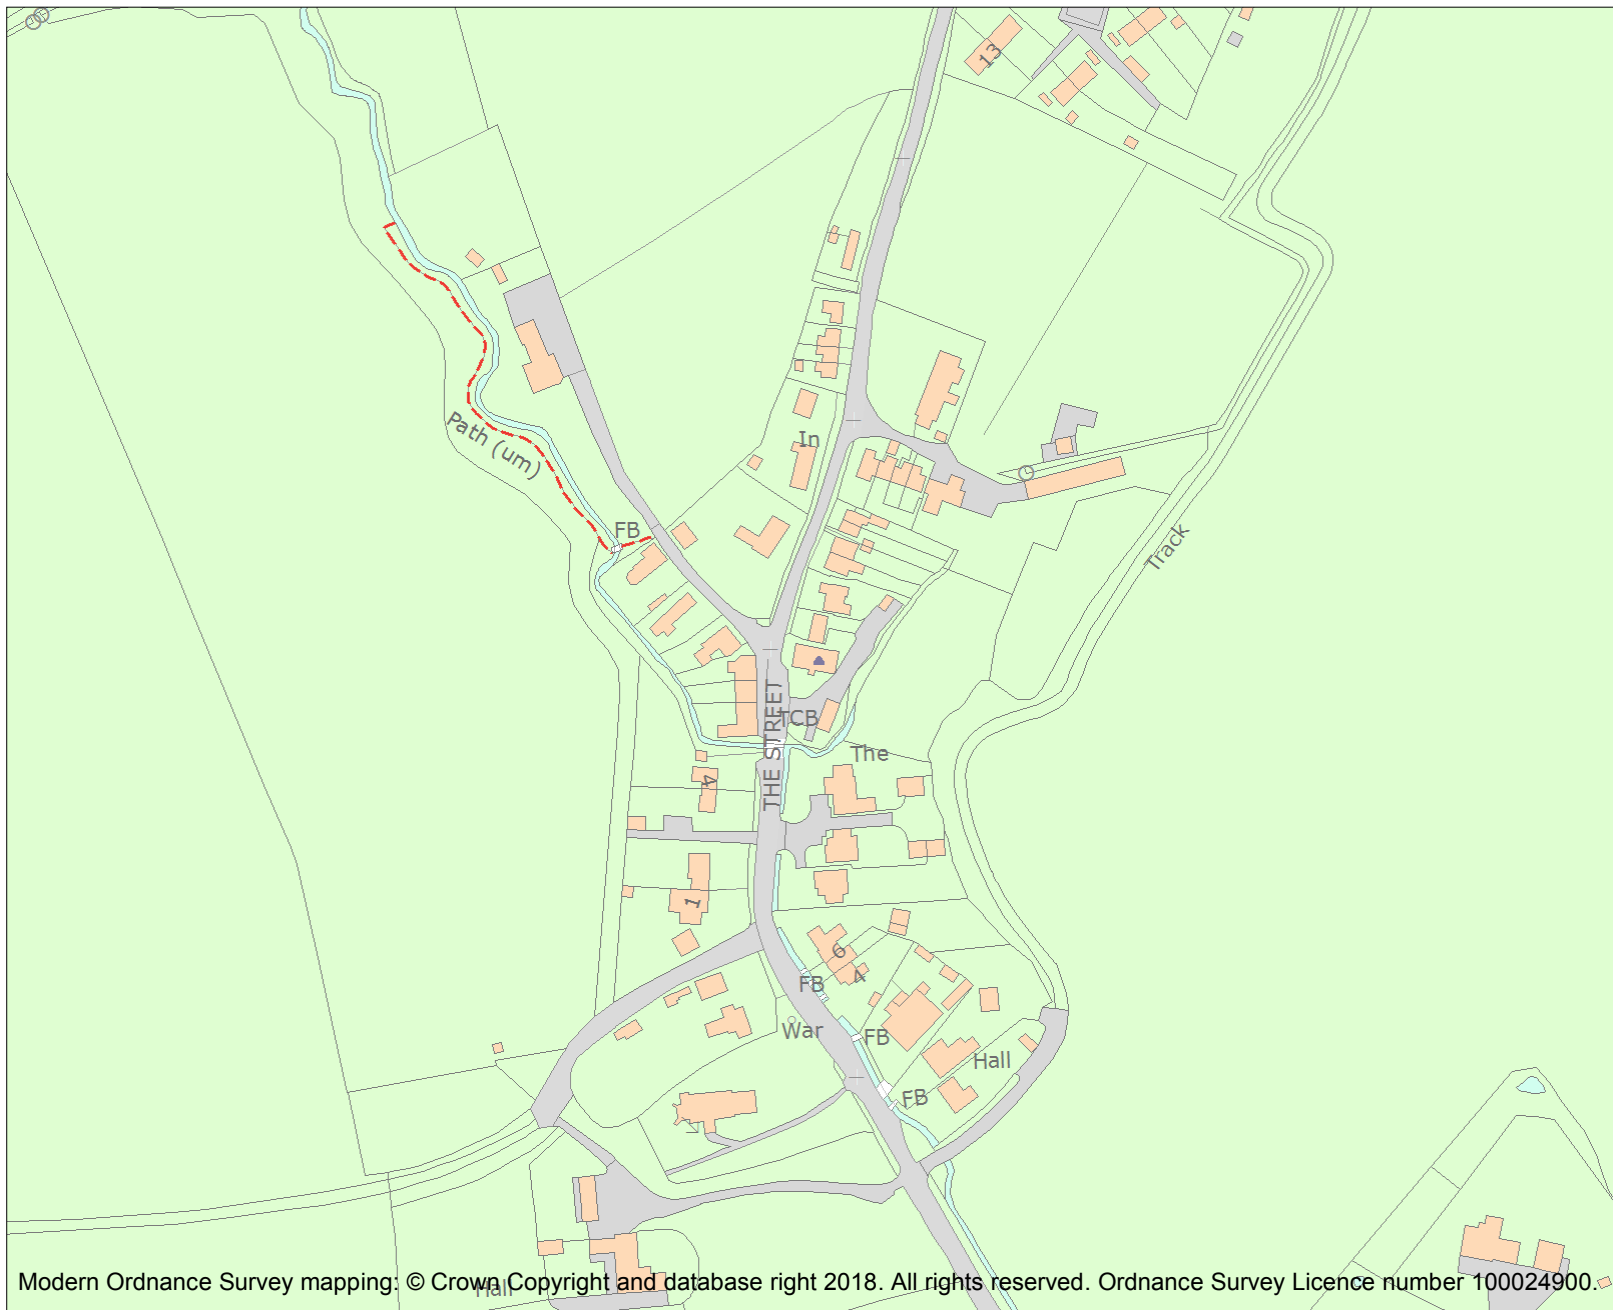 13
In
Path (um)
FB
Track
THE STREET
TCB
The
4
1
6
4
FB
War
FB
Hall
FB
Hall
Modern Ordnance Survey mapping: © Crown Copyright and database right 2018. All rights reserved. Ordnance Survey Licence number 100024900.